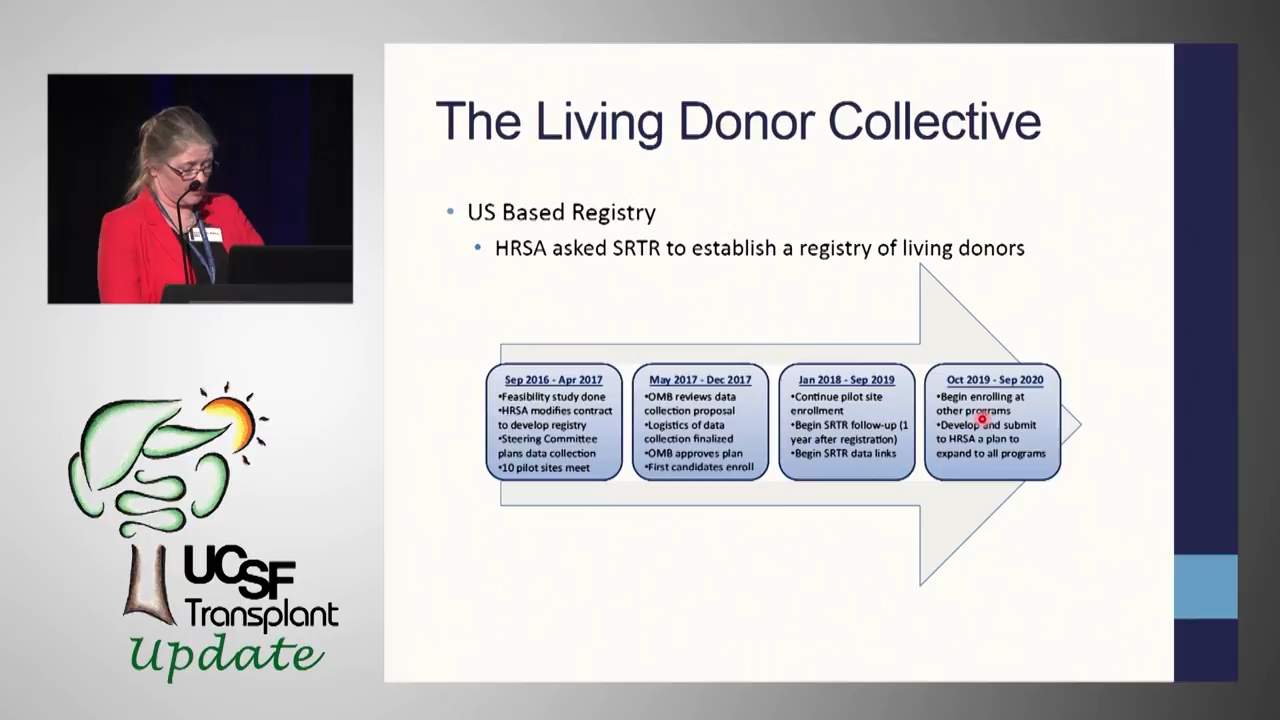 The Living Donor Collective
• US Based Registry
• HRSA asked SRTR to establish a registry of living donors
Sep 2016 - Apr 2017
•Feasibility study done
•HRSA modifies contract
to develop registry
•Steering Committee
plans data collection
•10 pilot sites meet
May 2017 - Dec 2017
•OMB reviews data
collection proposal
•Logistics of data
collection finalized
•OMB approves plan
•First candidates enroll
Jan 2018 - Sep 2019
•Continue pilot site
enrollment
•Begin SRTR follow-up (1
year after registration)
•Begin SRTR data links
Oct 2019 - Sep 2020
•Begin enrolling at
other programs
•Develop and submit
to HRSA a plan to
expand to all programs
UCSF
Transplant
Update